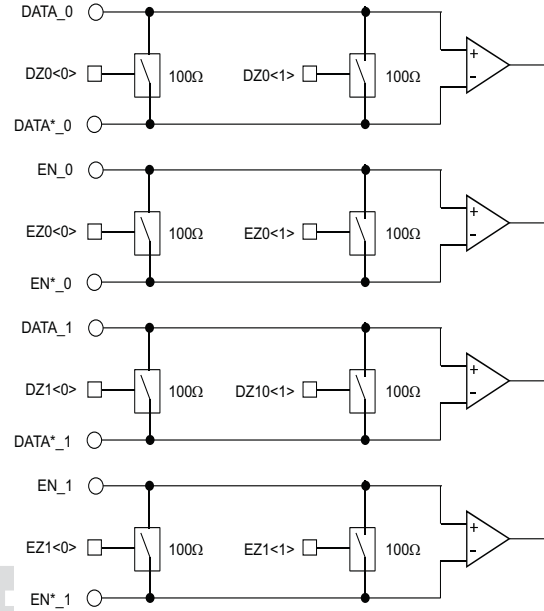 DATA_0
+
-
DZ0<0> 100Ω DZ0<1> 100Ω
DATA*_0
EN_0
+
-
EZ0<0> 100Ω EZ0<1> 100Ω
EN*_0
DATA_1
+
-
DZ1<0> 100Ω DZ10<1> 100Ω
DATA*_1
EN_1
+
-
EZ1<0> 100Ω EZ1<1> 100Ω
EN*_1